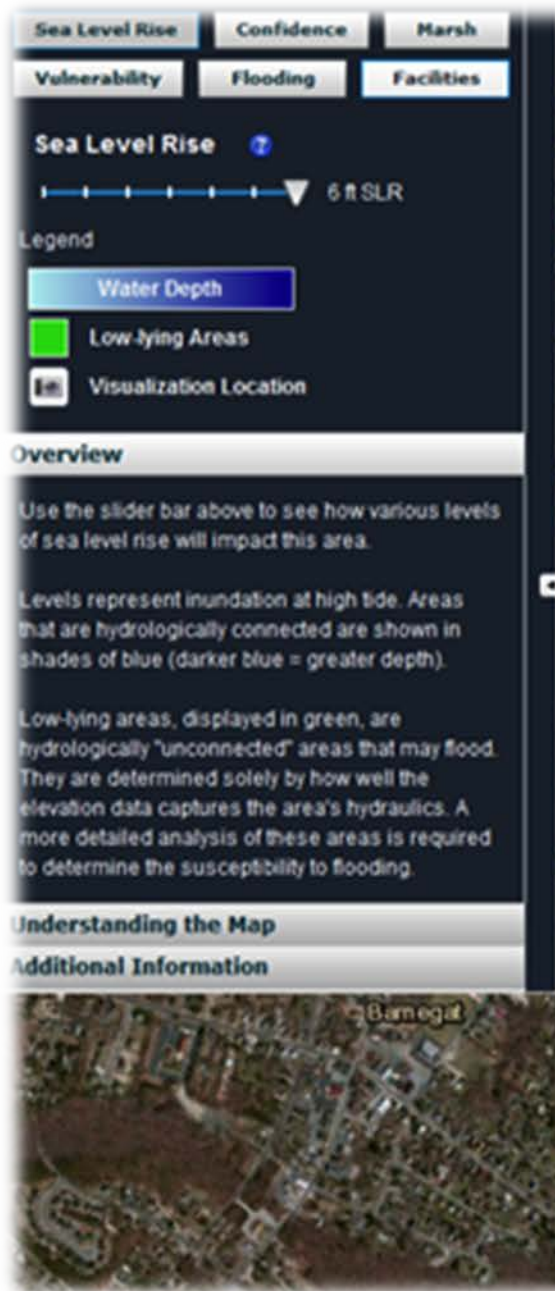 Sea Level Rise
Confidence
Marsh
Vulnerability
Flooding
Facilities
Sea Level Rise ?
6 ft SLR
Legend
Water Depth
Low-lying Areas
Visualization Location
Overview
Use the slider bar above to see how various levels
of sea level rise will impact this area.
Levels represent inundation at high tide. Areas
that are hydrologically connected are shown in
shades of blue (darker blue = greater depth).
Low-lying areas, displayed in green, are
hydrologically "unconnected" areas that may flood.
They are determined solely by how well the
elevation data captures the area's hydraulics. A
more detailed analysis of these areas is required
to determine the susceptibility to flooding.
Understanding the Map
Additional Information
Barnegat